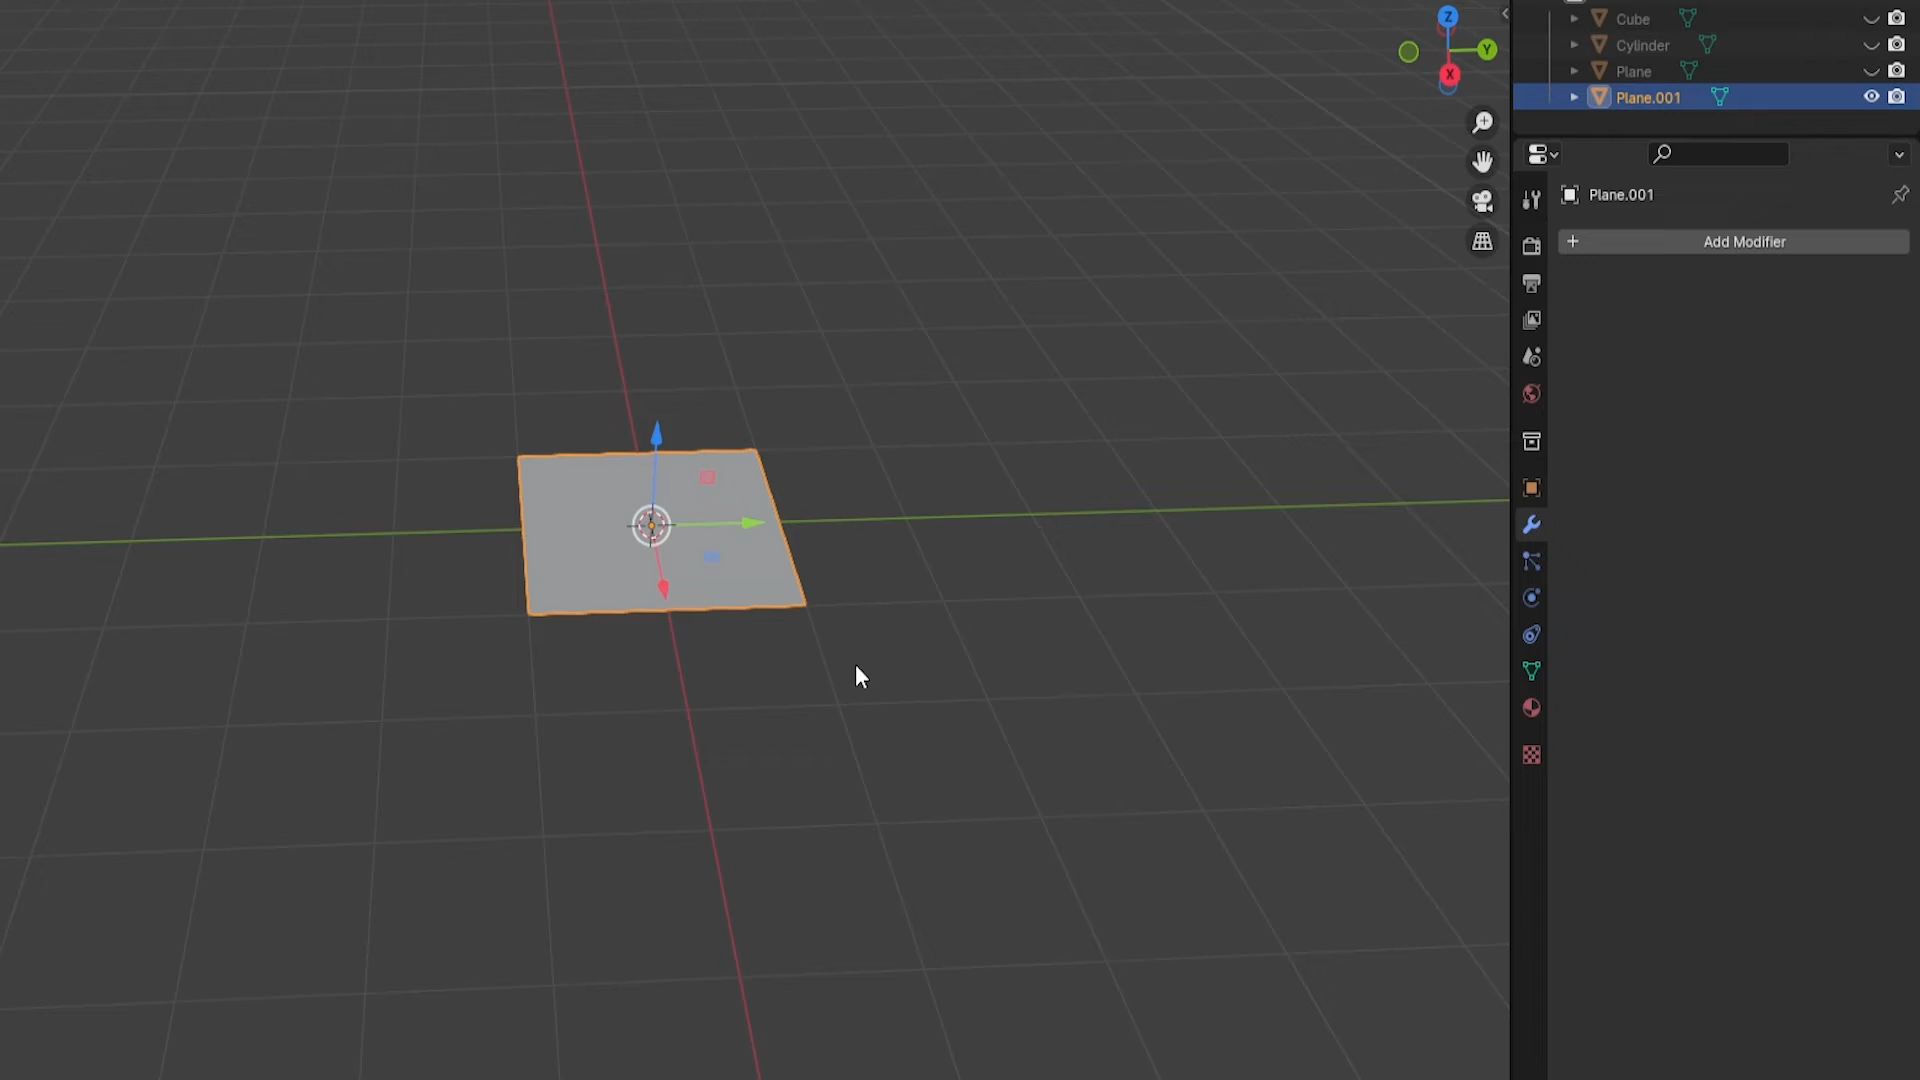 Z
Y
X
Cube
Cylinder
Plane
Plane.001
Plane.001
Add Modifier